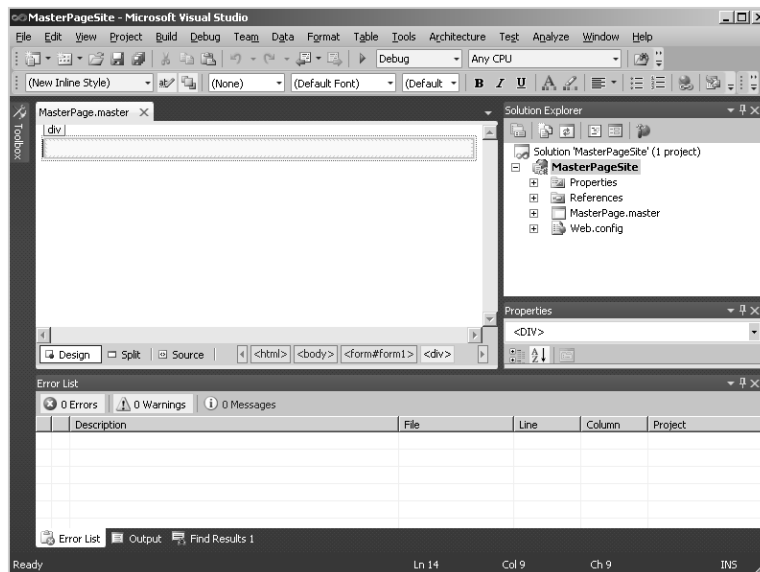 MasterPageSite - Microsoft Visual Studio
File Edit View Project Build Debug Team Data Format Table Tools Architecture Test Analyze Window Help
Debug Any CPU
(New Inline Style) (None) (Default Font) (Default B I U A
Toolbox
MasterPage.master
div
Design Split Source <html> <body> <form#form1> <div>
Solution Explorer
Solution 'MasterPageSite' (1 project)
MasterPageSite
Properties
References
MasterPage.master
Web.config
Properties
<DIV>
Error List
0 Errors 0 Warnings 0 Messages
Description File Line Column Project
Error List Output Find Results 1
Ready Ln 14 Col 9 Ch 9 INS